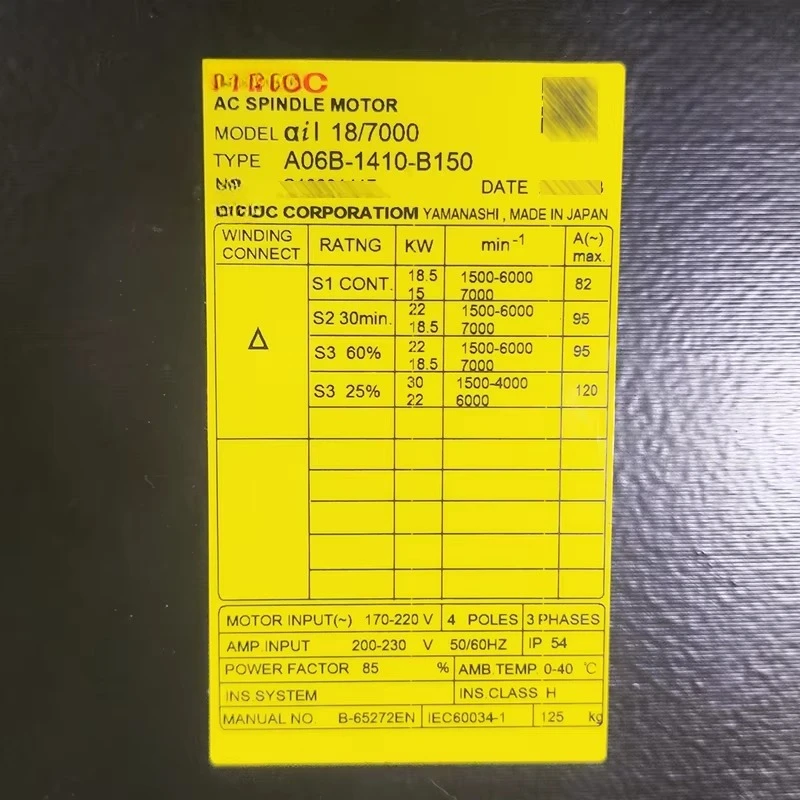 AC SPINDLE MOTOR
MODEL αil 18/7000
TYPE A06B-1410-B150
DATE
CORPORATIOM YAMANASHI , MADE IN JAPAN
WINDING CONNECT RATNG KW min-1 A(~) max.
Δ
S1 CONT. 18.5 1500-6000 82
15 7000
S2 30min. 22 1500-6000 95
18.5 7000
S3 60% 22 1500-6000 95
18.5 7000
S3 25% 30 1500-4000 120
22 6000
MOTOR INPUT(~) 170-220 V 4 POLES 3 PHASES
AMP.INPUT 200-230 V 50/60HZ IP 54
POWER FACTOR 85 % AMB.TEMP. 0-40 ℃
INS.SYSTEM INS.CLASS H
MANUAL NO. B-65272EN IEC60034-1 125 kg